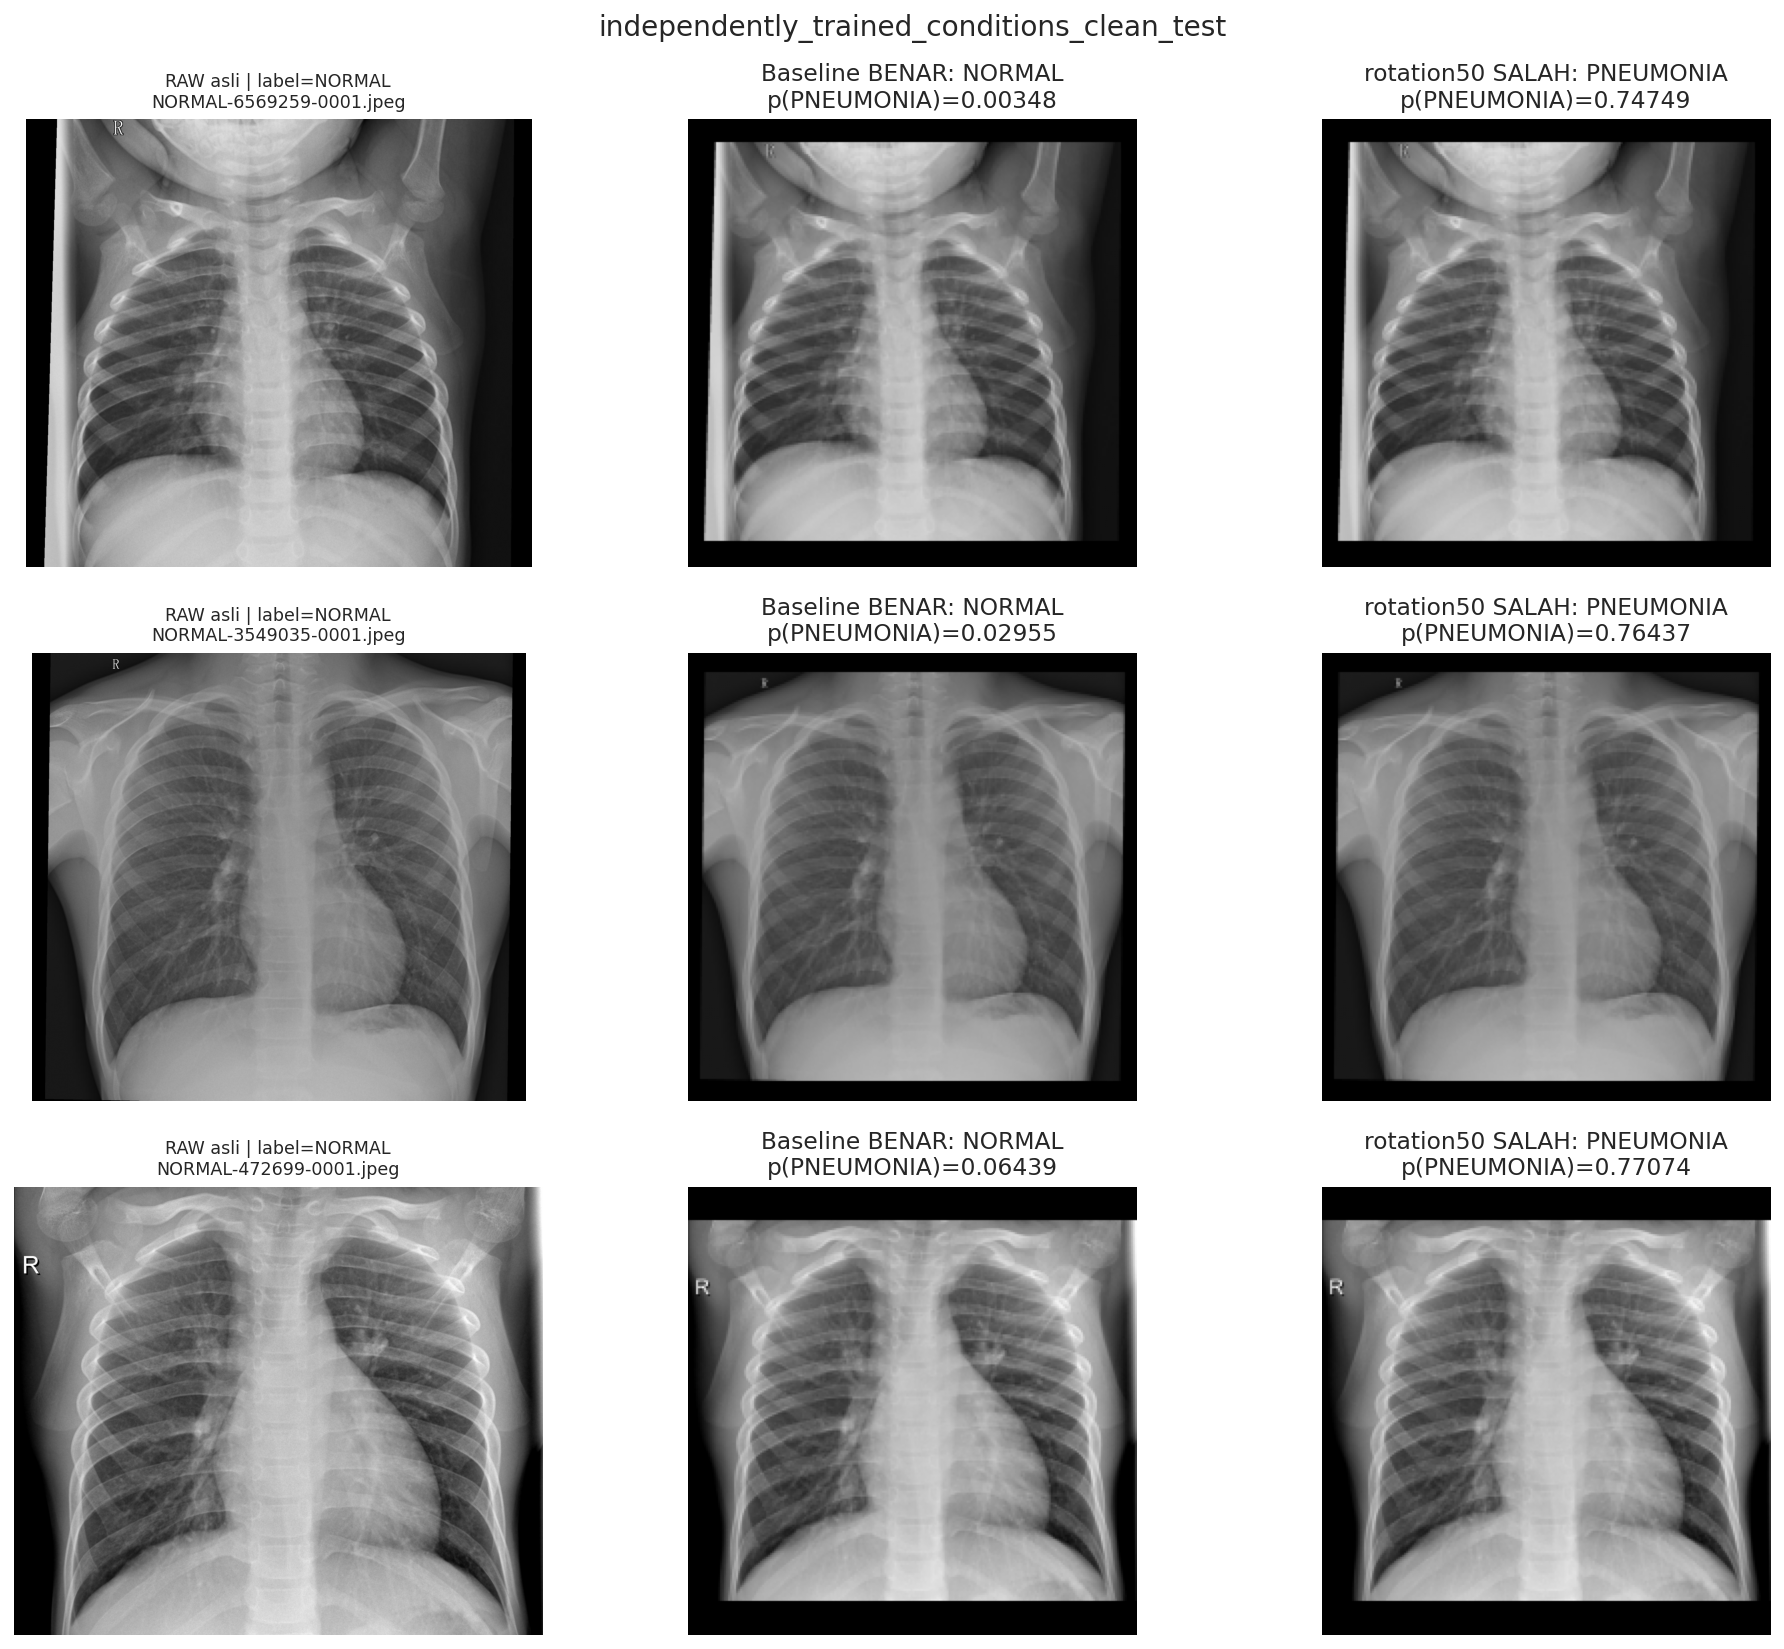 independently_trained_conditions_clean_test
RAW asli | label=NORMAL
NORMAL-6569259-0001.jpeg
Baseline BENAR: NORMAL
p(PNEUMONIA)=0.00348
rotation50 SALAH: PNEUMONIA
p(PNEUMONIA)=0.74749
R
R
R
RAW asli | label=NORMAL
NORMAL-3549035-0001.jpeg
Baseline BENAR: NORMAL
p(PNEUMONIA)=0.02955
rotation50 SALAH: PNEUMONIA
p(PNEUMONIA)=0.76437
R
R
R
RAW asli | label=NORMAL
NORMAL-472699-0001.jpeg
Baseline BENAR: NORMAL
p(PNEUMONIA)=0.06439
rotation50 SALAH: PNEUMONIA
p(PNEUMONIA)=0.77074
R
R
R